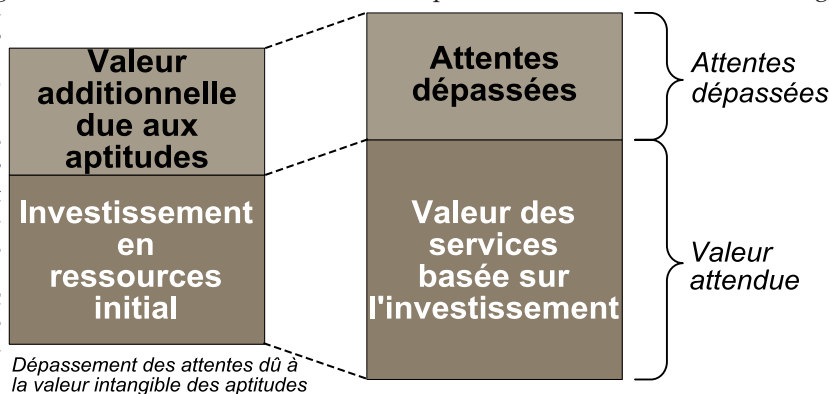 Valeur
additionnelle
due aux
aptitudes
Investissement
en
ressources
initial
Dépassement des attentes dû à
la valeur intangible des aptitudes
Attentes
dépassées
Valeur des
services
basée sur
l'investissement
Attentes
dépassées
Valeur
attendue